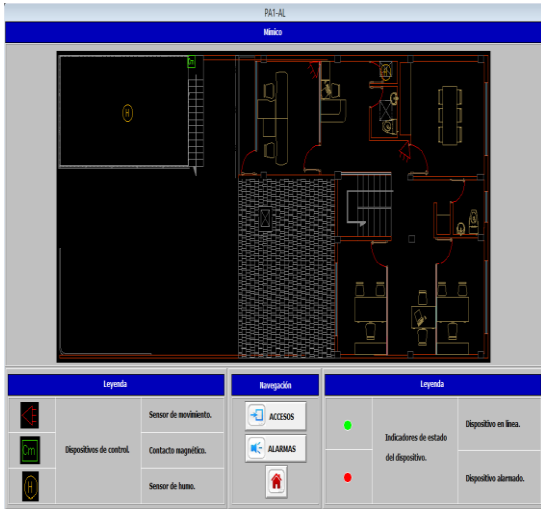 PA1-AL
Mímico
Cm
H
H
Leyenda
Sensor de movimiento.
Cm
Dispositivos de control.
Contacto magnético.
H
Sensor de humo.
Navegación
ACCESOS
ALARMAS
Leyenda
Indicadores de estado
del dispositivo.
Dispositivo en línea.
Dispositivo alarmado.